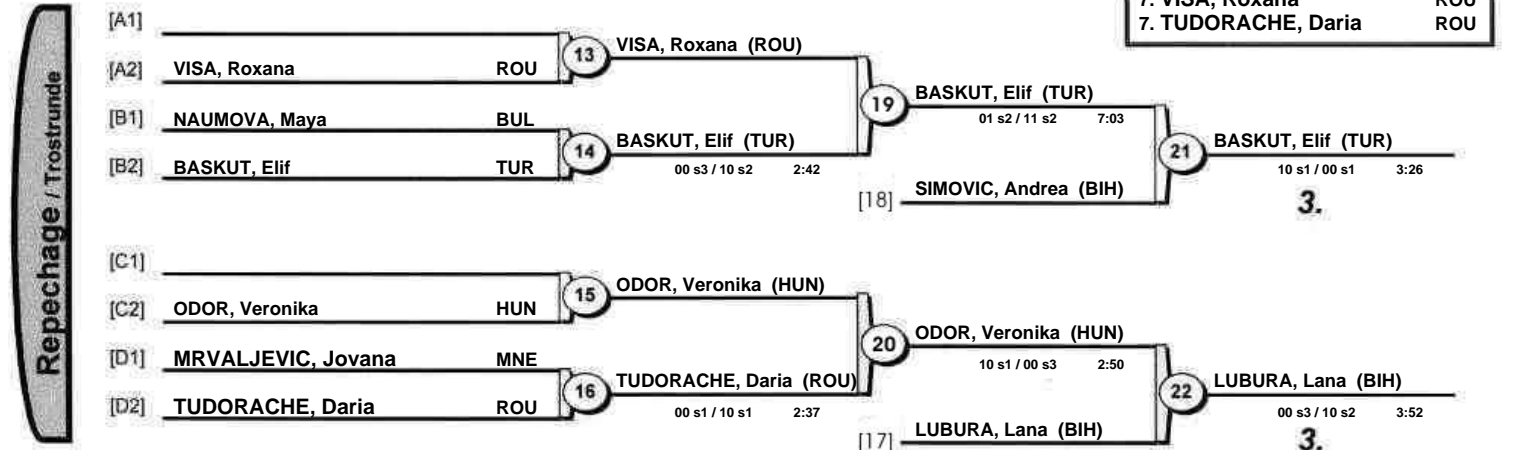 7. VISA, Roxana ROU
7. TUDORACHE, Daria ROU
Repechage / Trostrunde
[A1]
13 VISA, Roxana (ROU)
[A2] VISA, Roxana ROU
19 BASKUT, Elif (TUR)
01 s2 / 11 s2 7:03
[B1] NAUMOVA, Maya BUL
14 BASKUT, Elif (TUR)
00 s3 / 10 s2 2:42
[B2] BASKUT, Elif TUR
21 BASKUT, Elif (TUR)
10 s1 / 00 s1 3:26
[18] SIMOVIC, Andrea (BIH)
3.
[C1]
15 ODOR, Veronika (HUN)
[C2] ODOR, Veronika HUN
20 ODOR, Veronika (HUN)
10 s1 / 00 s3 2:50
[D1] MRVALJEVIC, Jovana MNE
16 TUDORACHE, Daria (ROU)
00 s1 / 10 s1 2:37
[D2] TUDORACHE, Daria ROU
22 LUBURA, Lana (BIH)
00 s3 / 10 s2 3:52
[17] LUBURA, Lana (BIH)
3.